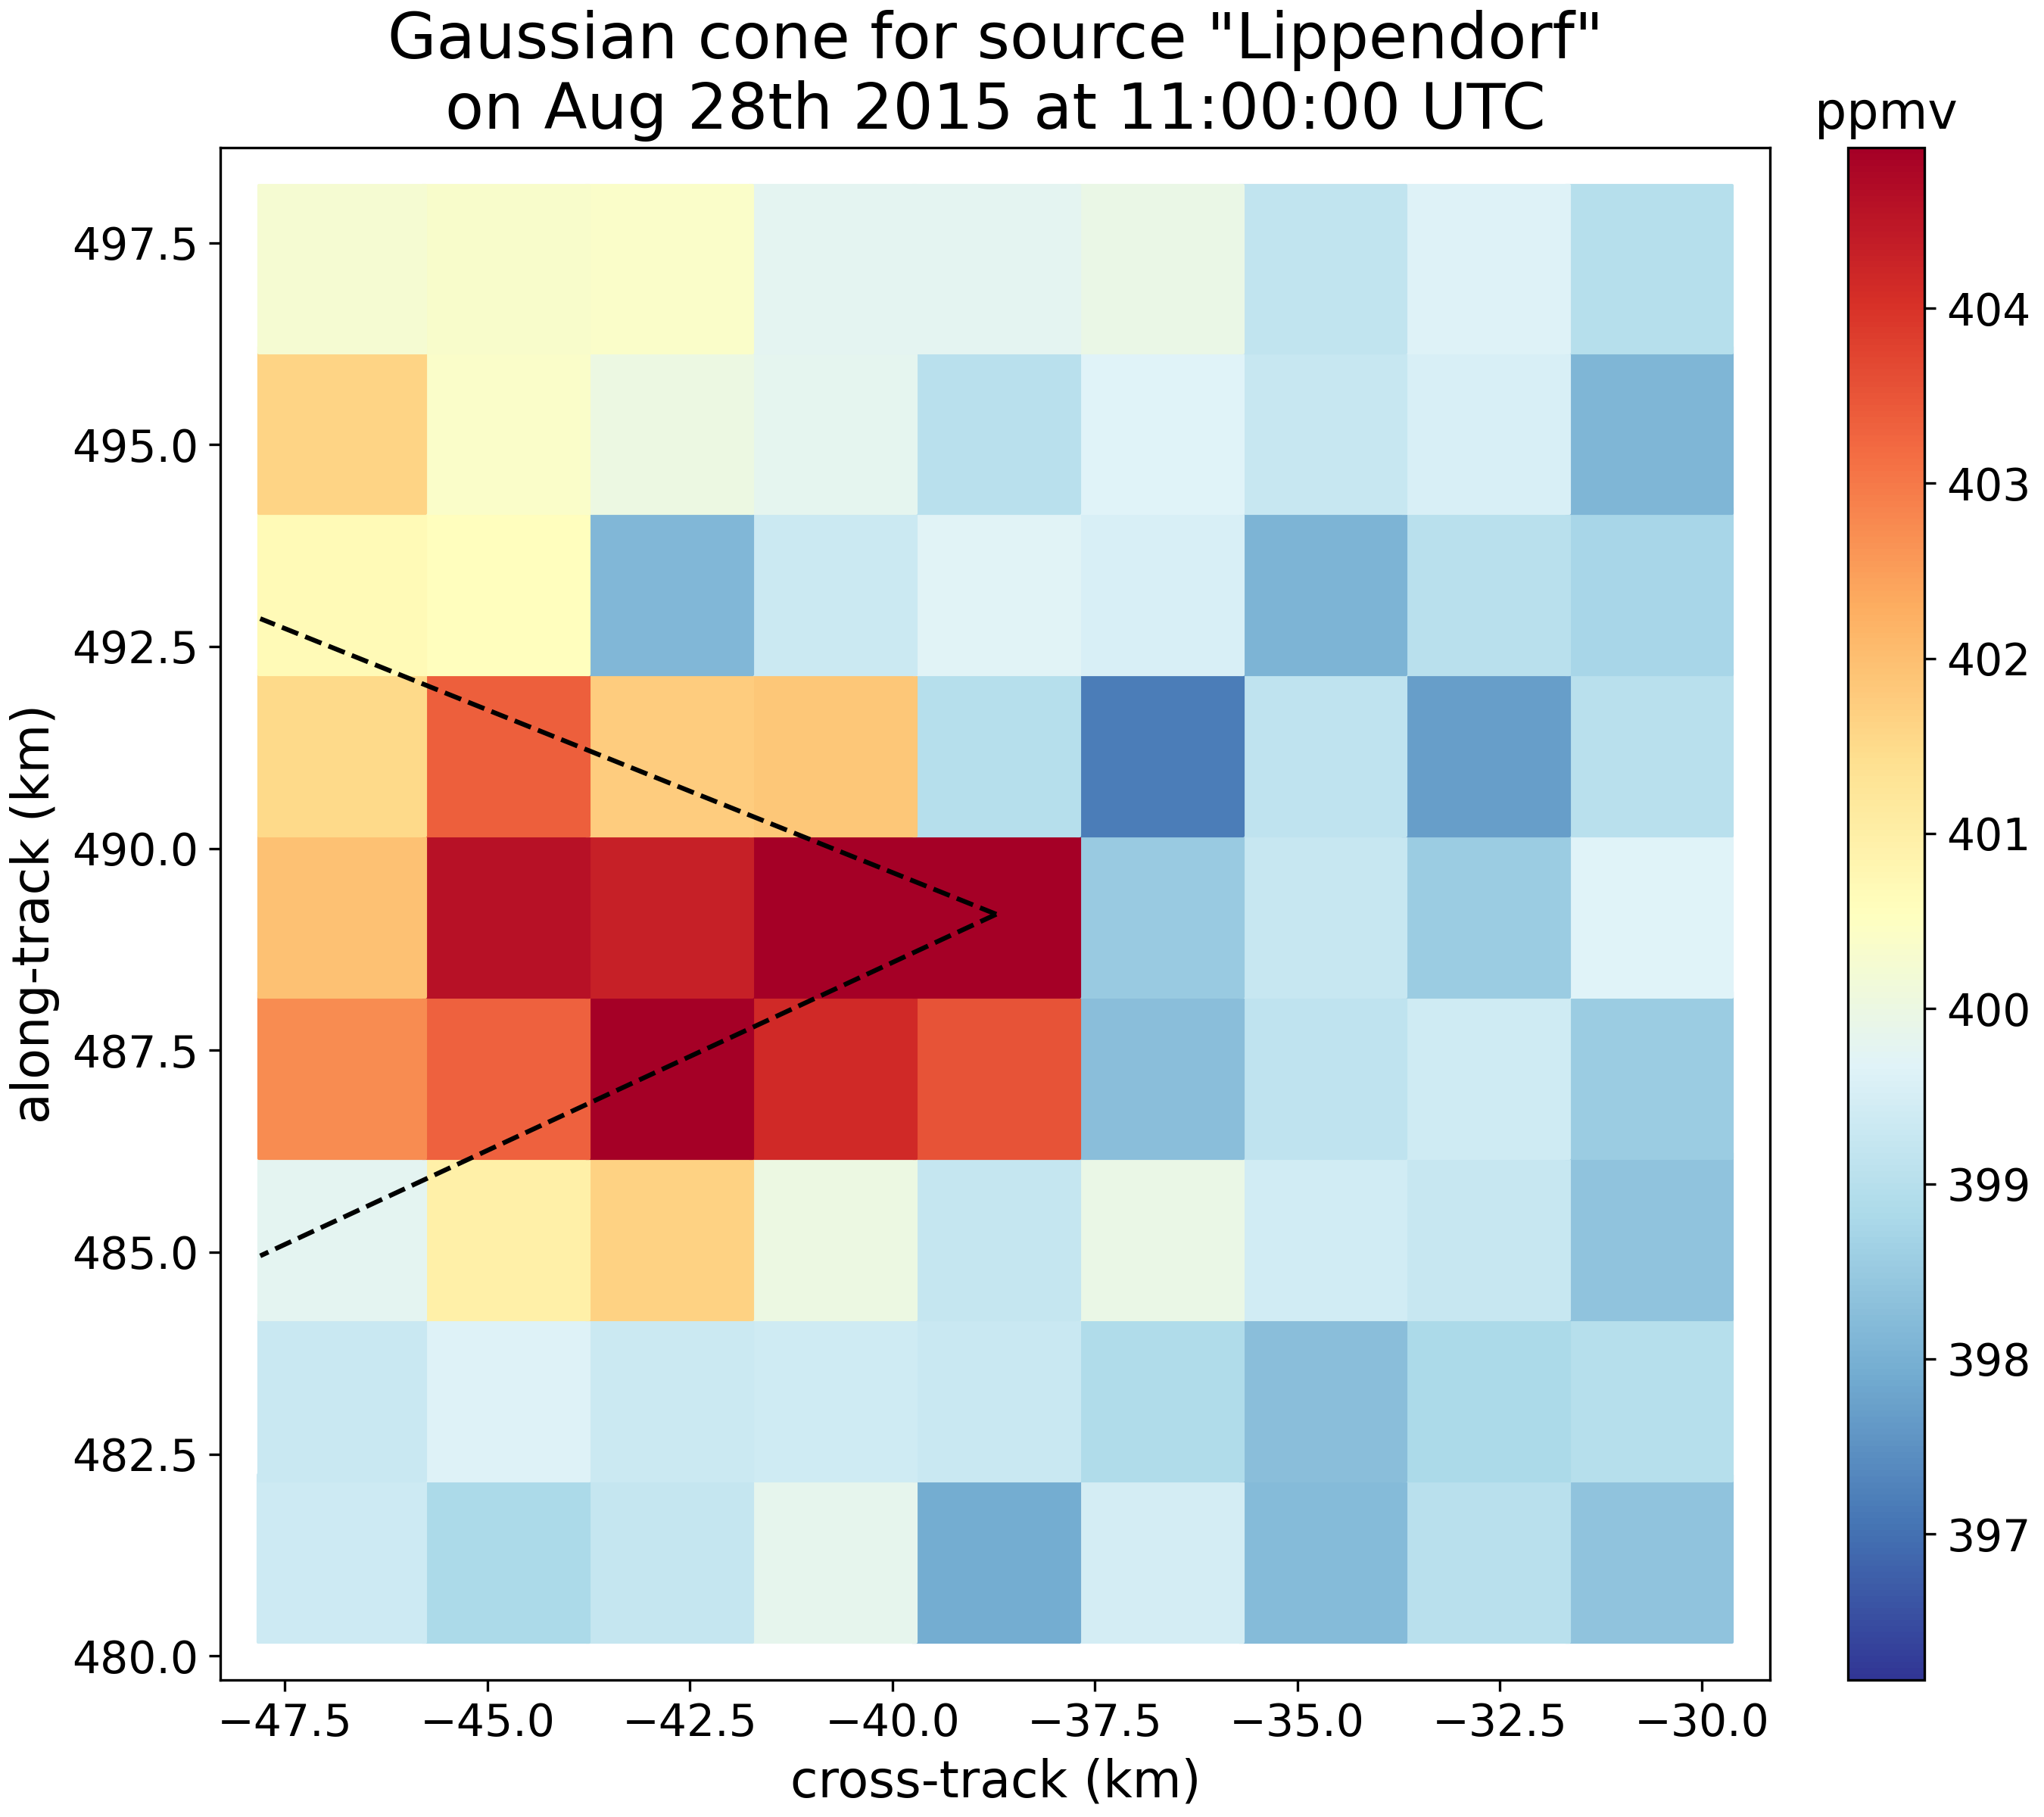 Gaussian cone for source "Lippendorf"
on Aug 28th 2015 at 11:00:00 UTC
ppmv
497.5
495.0
492.5
490.0
487.5
485.0
482.5
480.0
along-track (km)
−47.5 −45.0 −42.5 −40.0 −37.5 −35.0 −32.5 −30.0
cross-track (km)
404
403
402
401
400
399
398
397